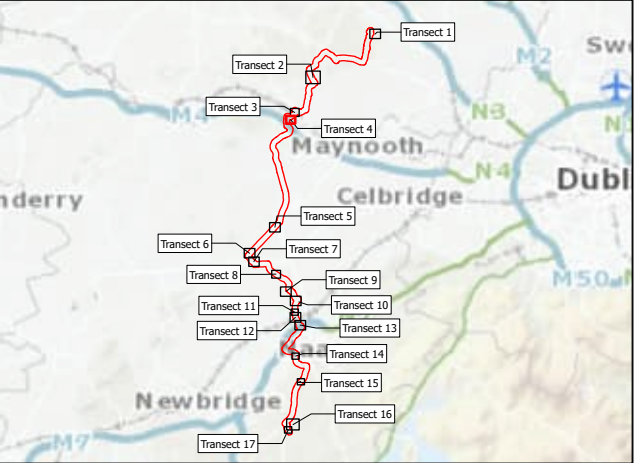 Transect 1
M2
Swo
Transect 2
Transect 3
M4
N3
Transect 4
Maynooth
N4
Dubl
Celbridge
nderry
Transect 5
Transect 6
Transect 7
Transect 8
M50
Transect 9
Transect 10
Transect 11
Transect 12
Transect 13
Transect 14
Transect 15
Newbridge
Transect 16
M7
Transect 17